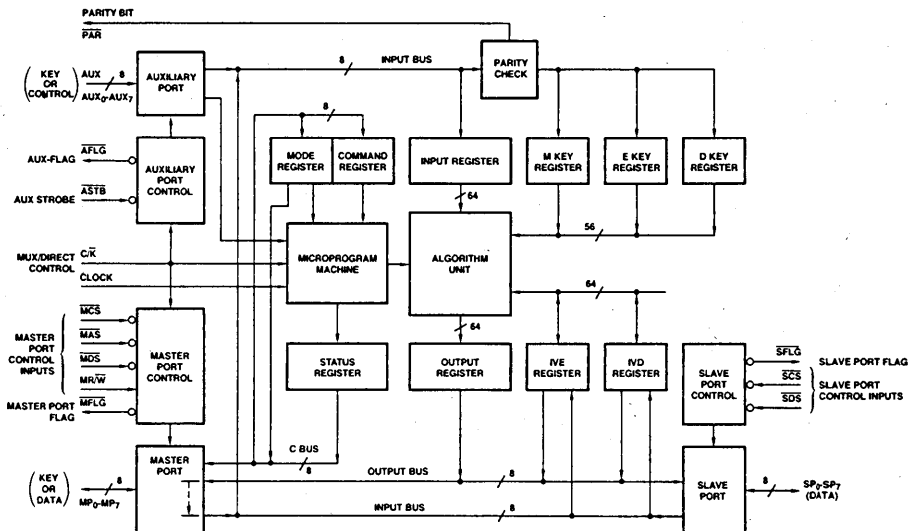 PARITY BIT
PAR
8
INPUT BUS
PARITY
CHECK
(KEY OR CONTROL)
AUX
8
AUX0-AUX7
AUXILIARY
PORT
8
AUX-FLAG
AFLG
AUX STROBE
ASTB
AUXILIARY
PORT
CONTROL
MODE
REGISTER
COMMAND
REGISTER
INPUT REGISTER
M KEY
REGISTER
E KEY
REGISTER
D KEY
REGISTER
64
56
MUX/DIRECT
CONTROL
C/K
CLOCK
MICROPROGRAM
MACHINE
ALGORITHM
UNIT
64
64
MASTER
PORT
CONTROL
INPUTS
MCS
MAS
MDS
MR/W
MASTER PORT
FLAG
MFLG
MASTER
PORT
CONTROL
STATUS
REGISTER
OUTPUT
REGISTER
IVE
REGISTER
IVD
REGISTER
SLAVE
PORT
CONTROL
SFLG
SLAVE PORT FLAG
SCS
SDS
SLAVE PORT
CONTROL INPUTS
C BUS
8
(KEY OR DATA)
8
MP0-MP7
MASTER
PORT
OUTPUT BUS
8
INPUT BUS
8
SLAVE
PORT
8
SP0-SP7
(DATA)